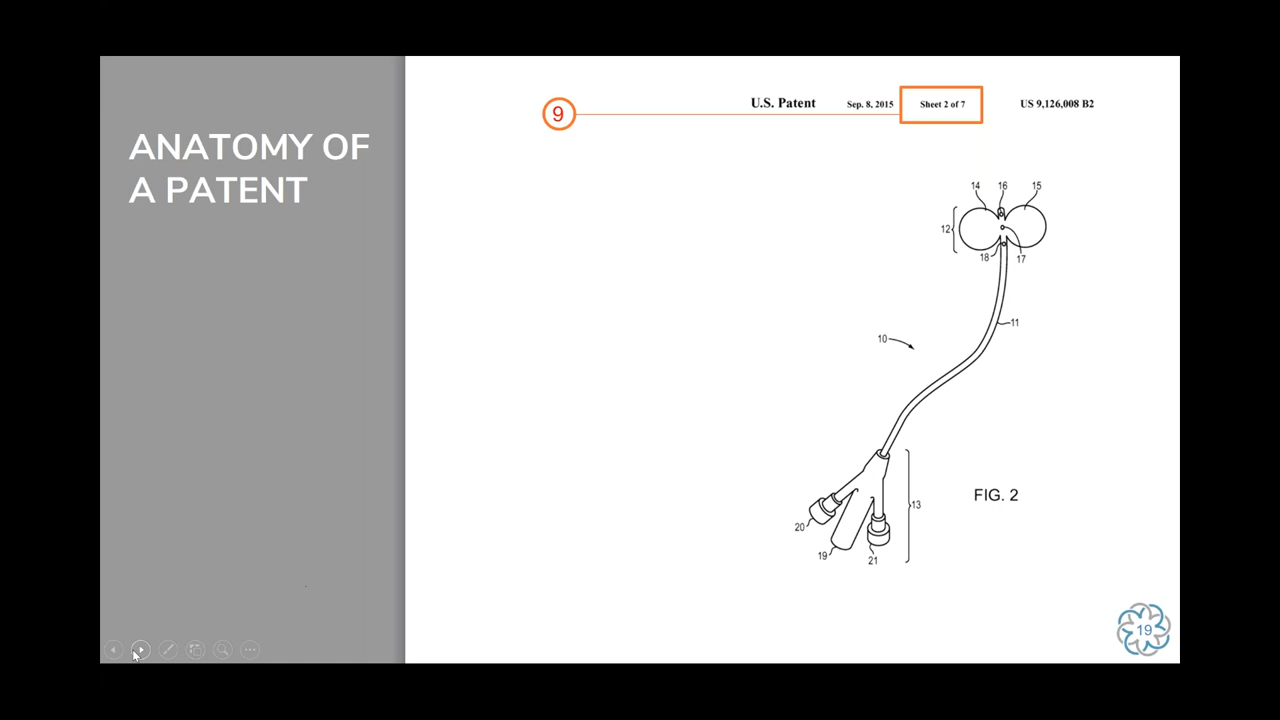 ANATOMY OF
A PATENT
9
U.S. Patent Sep. 8, 2015 Sheet 2 of 7 US 9,126,008 B2
14 16 15
12
18 17
11
10
13
FIG. 2
20
19
21
19